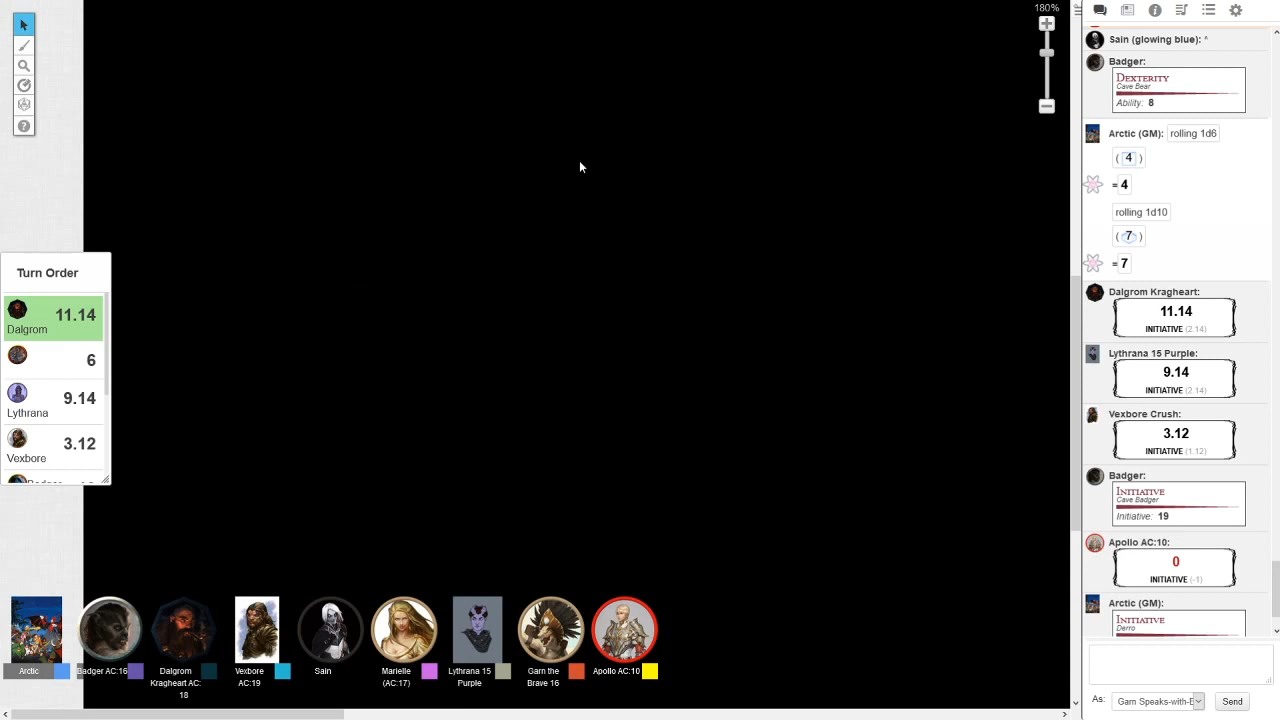 180%
Sain (glowing blue): ^
Badger:
DEXTERITY
Cave Bear
Ability: 8
Arctic (GM): rolling 1d6
( 4 )
= 4
rolling 1d10
( 7 )
= 7
Dalgrom Kragheart:
11.14
INITIATIVE (2.14)
Lythrana 15 Purple:
9.14
INITIATIVE (2.14)
Vexbore Crush:
3.12
INITIATIVE (1.12)
Badger:
INITIATIVE
Cave Badger
Initiative: 19
Apollo AC:10:
0
INITIATIVE (-1)
Arctic (GM):
INITIATIVE
Derro
As: Garn Speaks-with-E
Send
Turn Order
Dalgrom 11.14
6
Lythrana 9.14
Vexbore 3.12
Arctic
Badger AC:16
Dalgrom
Kragheart AC:
18
Vexbore
AC:19
Sain
Marielle
(AC:17)
Lythrana 15
Purple
Garn the
Brave 16
Apollo AC:10